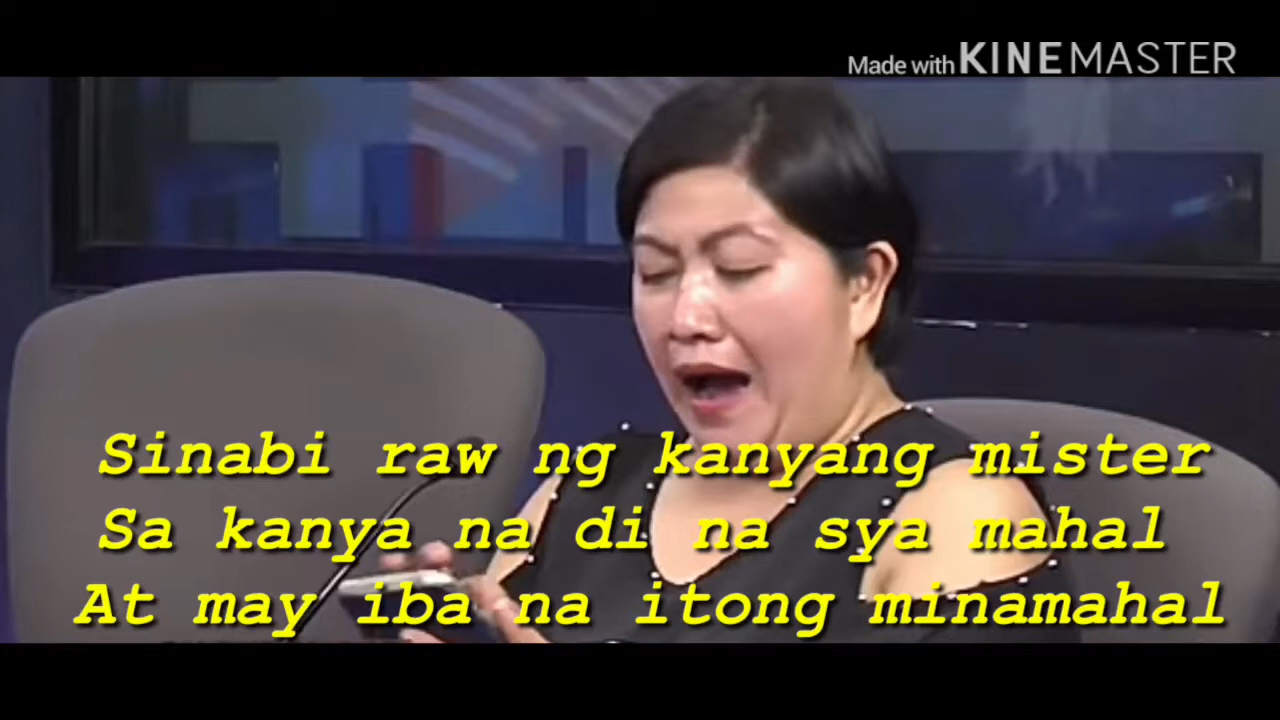 Made with KINEMASTER
Sinabi raw ng kanyang mister
Sa kanya na di na sya mahal
At may iba na itong minamahal